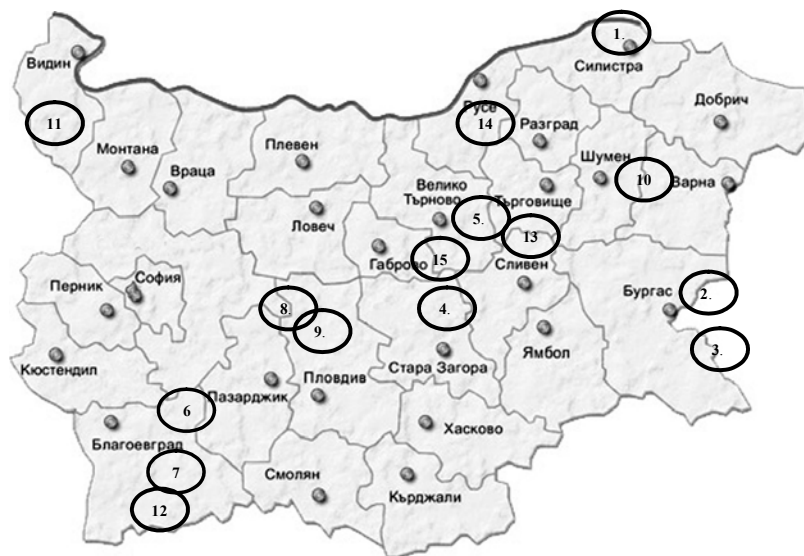 1.
Видин
Силистра
Добрич
Русе
11
14
Разград
Монтана
Плевен
Шумен
Враца
10
Варна
Велико
Търново
Търговище
5.
Ловеч
13
Габрово
15
Сливен
София
Перник
2.
Бургас
8.
4.
9.
3.
Ямбол
Кюстендил
Стара Загора
Пловдив
Пазарджик
6
Благоевград
Хасково
7
Смолян
Кърджали
12